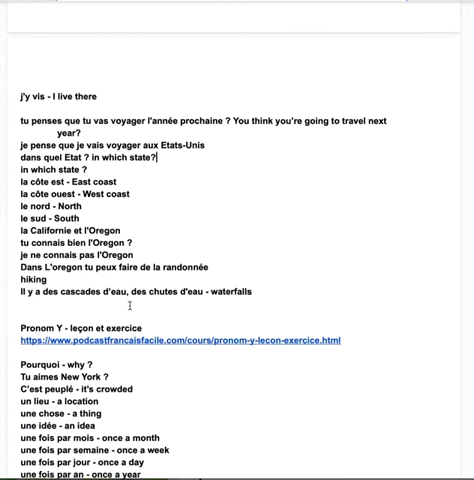 j'y vis - I live there
tu penses que tu vas voyager l'année prochaine ? You think you're going to travel next
year?
je pense que je vais voyager aux Etats-Unis
dans quel Etat ? in which state?
in which state ?
la côte est - East coast
la côte ouest - West coast
le nord - North
le sud - South
la Californie et l'Oregon
tu connais bien l'Oregon ?
je ne connais pas l'Oregon
Dans L'oregon tu peux faire de la randonnée
hiking
Il y a des cascades d'eau, des chutes d'eau - waterfalls
Pronom Y - leçon et exercice
https://www.podcastfrancaisfacile.com/cours/pronom-y-lecon-exercice.html
Pourquoi - why ?
Tu aimes New York ?
C'est peuplé - it's crowded
un lieu - a location
une chose - a thing
une idée - an idea
une fois par mois - once a month
une fois par semaine - once a week
une fois par jour - once a day
une fois par an - once a year